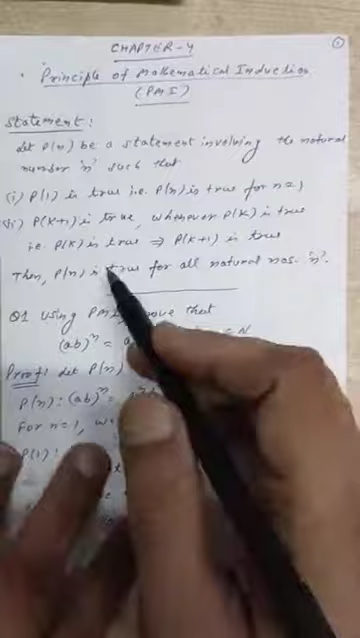 ①
CHAPTER-4
• Principle of Mathematical Induction
(PMI)
Statement:
Let P(n) be a statement involving the natural
number 'n' such that
(i) P(1) is true i.e. P(n) is true for n=1
(ii) P(K+1) is true, whenever P(K) is true
i.e. P(K) is true ⇒ P(K+1) is true
Then, P(n) is true for all natural nos. 'n'.
Q1 Using PMI, prove that
(ab)ⁿ = a ∈ N
Proof: Let P(n)
P(n): (ab)ⁿ = aⁿb
For n=1, w
P(1):